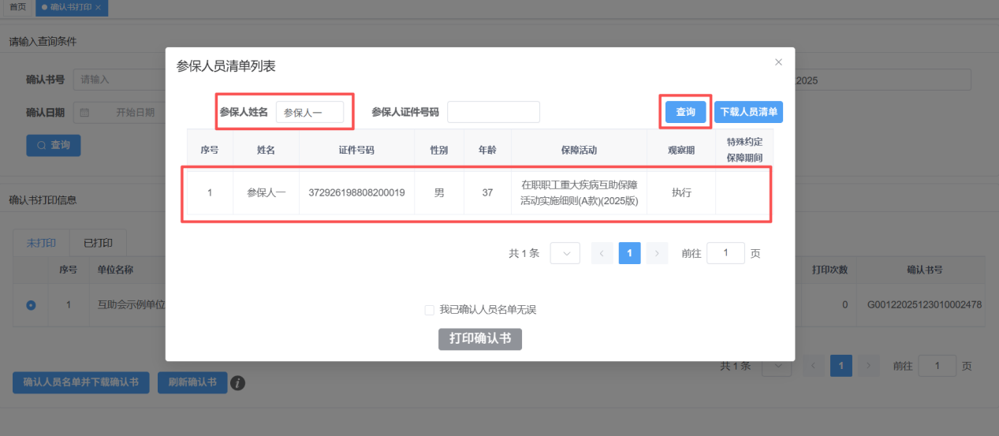 首页
确认书打印 ×
请输入查询条件
确认书号 请输入
2025
确认日期 开始日期
查询
参保人员清单列表
参保人姓名 参保人一 参保人证件号码 查询 下载人员清单
序号 姓名 证件号码 性别 年龄 保障活动 观察期 特殊约定
保障期间
1 参保人一 372926198808200019 男 37 在职职工重大疾病互助保障
活动实施细则(A款)(2025版) 执行
共 1 条 1 前往 1 页
我已确认人员名单无误
打印确认书
确认书打印信息
未打印 已打印
序号 单位名称 打印次数 确认书号
1 互助会示例单位 0 G00122025123010002478
共 1 条 1 前往 1 页
确认人员名单并下载确认书 刷新确认书 i